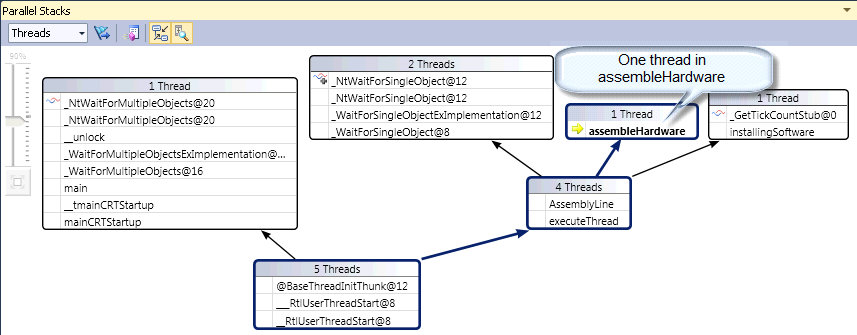 Parallel Stacks
Threads
90%
1 Thread
_NtWaitForMultipleObjects@20
_NtWaitForMultipleObjects@20
__unlock
_WaitForMultipleObjectsExImplementation@...
_WaitForMultipleObjects@16
main
__tmainCRTStartup
mainCRTStartup
2 Threads
_NtWaitForSingleObject@12
_NtWaitForSingleObject@12
_WaitForSingleObjectExImplementation@12
_WaitForSingleObject@8
One thread in
assembleHardware
1 Thread
assembleHardware
1 Thread
_GetTickCountStub@0
installingSoftware
4 Threads
AssemblyLine
executeThread
5 Threads
@BaseThreadInitThunk@12
___RtlUserThreadStart@8
__RtlUserThreadStart@8